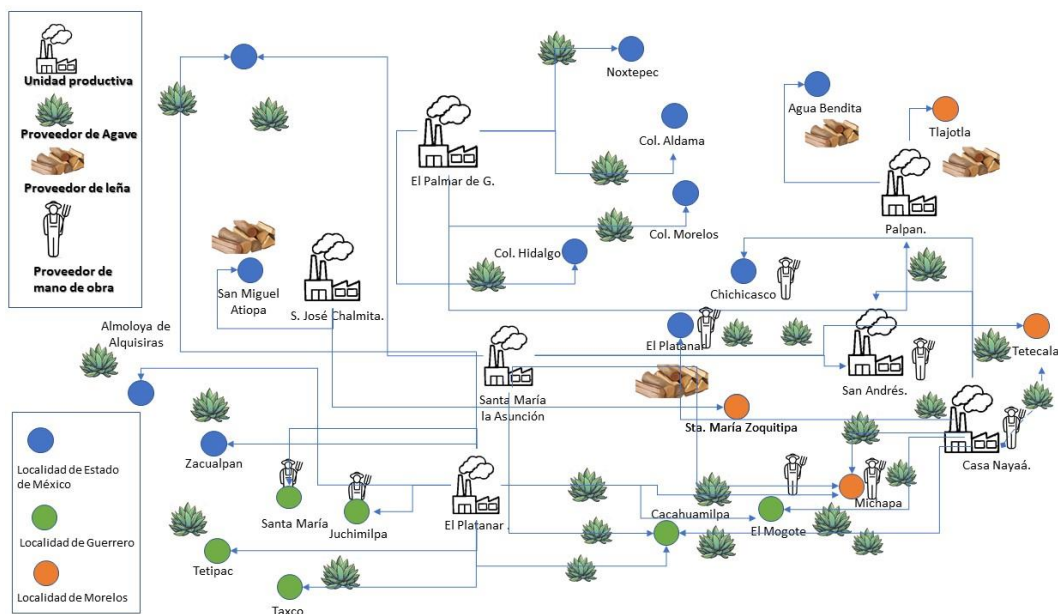 Unidad productiva
Proveedor de Agave
Proveedor de leña
Proveedor de
mano de obra
Noxtepec
Agua Bendita
Tlajotla
Col. Aldama
El Palmar de G.
Palpan.
Col. Morelos
Col. Hidalgo
San Miguel
Atiopa
S. José Chalmita.
Chichicasco
Almoloya de
Alquisiras
El Platanar
Tetecala
San Andrés.
Santa María
la Asunción
Sta. María Zoquitipa
Casa Nayaá.
Zacualpan
Michapa
Santa María
Juchimilpa
El Platanar.
Cacahuamilpa
El Mogote
Tetipac
Taxco
Localidad de Estado
de México
Localidad de Guerrero
Localidad de Morelos